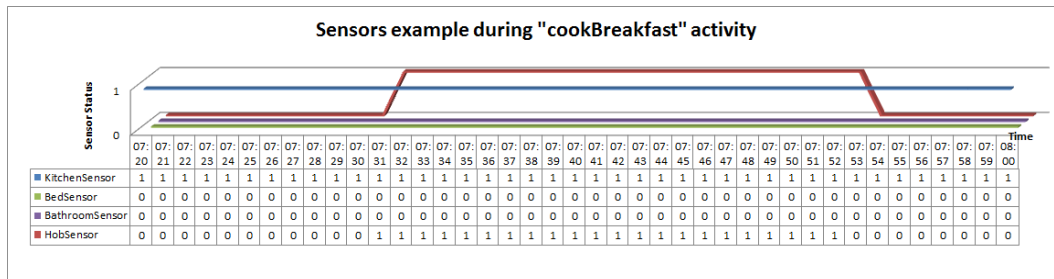 Sensors example during "cookBreakfast" activity
Sensor Status
1
0
Time
07: 07: 07: 07: 07: 07: 07: 07: 07: 07: 07: 07: 07: 07: 07: 07: 07: 07: 07: 07: 07: 07: 07: 07: 07: 07: 07: 07: 07: 07: 07: 07: 07: 07: 07: 07: 07: 07: 07: 07: 08:
20 21 22 23 24 25 26 27 28 29 30 31 32 33 34 35 36 37 38 39 40 41 42 43 44 45 46 47 48 49 50 51 52 53 54 55 56 57 58 59 00
KitchenSensor 1 1 1 1 1 1 1 1 1 1 1 1 1 1 1 1 1 1 1 1 1 1 1 1 1 1 1 1 1 1 1 1 1 1 1 1 1 1 1 1 1
BedSensor 0 0 0 0 0 0 0 0 0 0 0 0 0 0 0 0 0 0 0 0 0 0 0 0 0 0 0 0 0 0 0 0 0 0 0 0 0 0 0 0 0
BathroomSensor 0 0 0 0 0 0 0 0 0 0 0 0 0 0 0 0 0 0 0 0 0 0 0 0 0 0 0 0 0 0 0 0 0 0 0 0 0 0 0 0 0
HobSensor 0 0 0 0 0 0 0 0 0 0 0 1 1 1 1 1 1 1 1 1 1 1 1 1 1 1 1 1 1 1 1 1 1 0 0 0 0 0 0 0 0